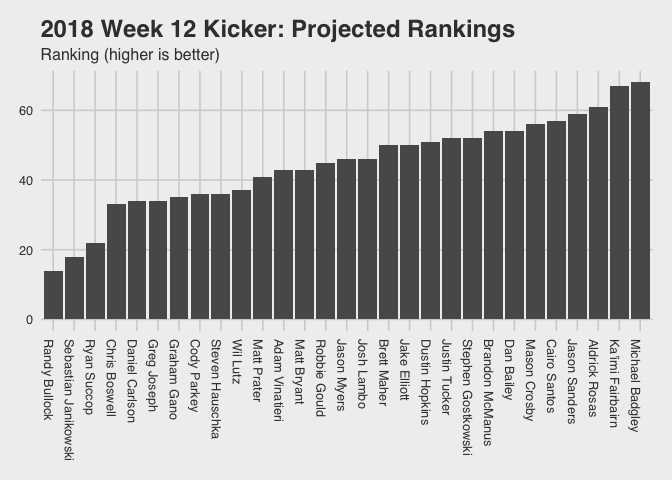 2018 Week 12 Kicker: Projected Rankings
Ranking (higher is better)
60
40
20
0
Randy Bullock
Sebastian Janikowski
Ryan Succop
Chris Boswell
Daniel Carlson
Greg Joseph
Graham Gano
Cody Parkey
Steven Hauschka
Wil Lutz
Matt Prater
Adam Vinatieri
Matt Bryant
Robbie Gould
Jason Myers
Josh Lambo
Brett Maher
Jake Elliott
Dustin Hopkins
Justin Tucker
Stephen Gostkowski
Brandon McManus
Dan Bailey
Mason Crosby
Cairo Santos
Jason Sanders
Aldrick Rosas
Ka'imi Fairbairn
Michael Badgley